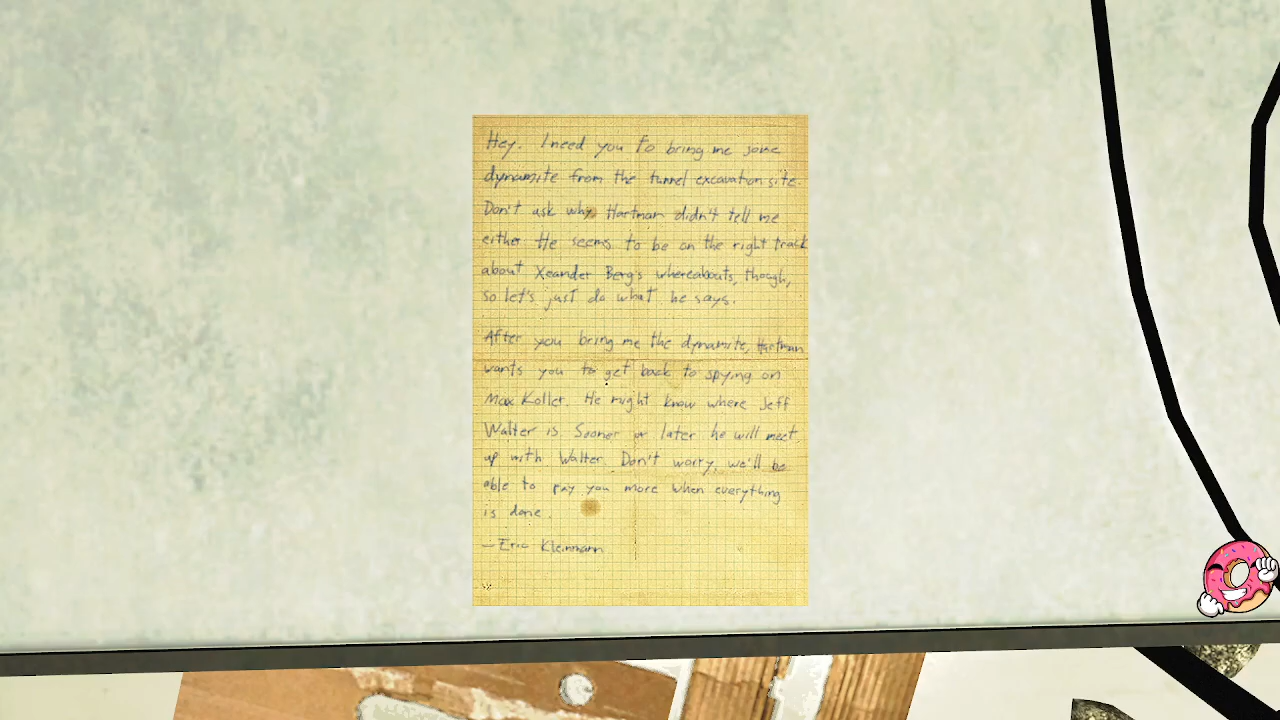 Hey. I need you to bring me some
dynamite from the tunnel excavation site.
Don't ask why. Hartman didn't tell me
either. He seems to be on the right track
about Xeander Berg's whereabouts, though,
so let's just do what he says.
After you bring me the dynamite, Hartman
wants you to get back to spying on
Max Koller. He might know where Jeff
Walter is. Sooner or later he will meet
up with Walter. Don't worry, we'll be
able to pay you more when everything
is done.
— Eric Kleinmann